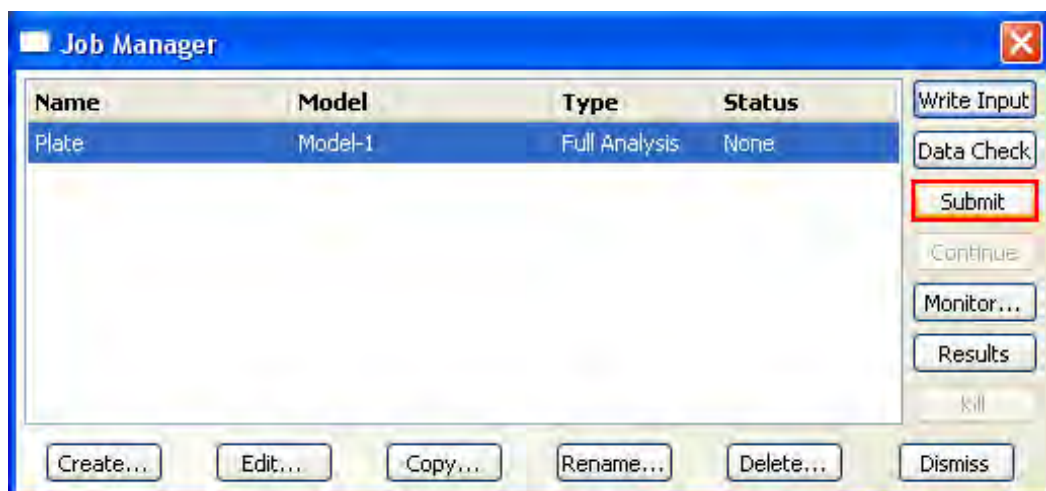 Job Manager
Name Model Type Status
Plate Model-1 Full Analysis None
Write Input
Data Check
Submit
Continue
Monitor...
Results
Kill
Create... Edit... Copy... Rename... Delete... Dismiss